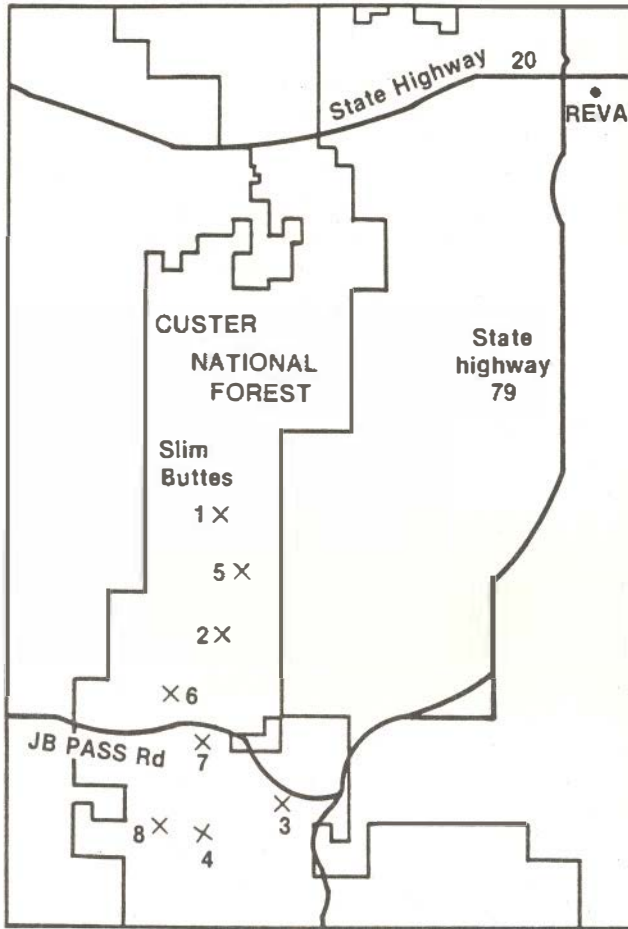 20
State Highway
REVA
CUSTER
NATIONAL
FOREST
State
highway
79
Slim
Buttes
1
5
2
6
JB PASS Rd
7
3
8
4